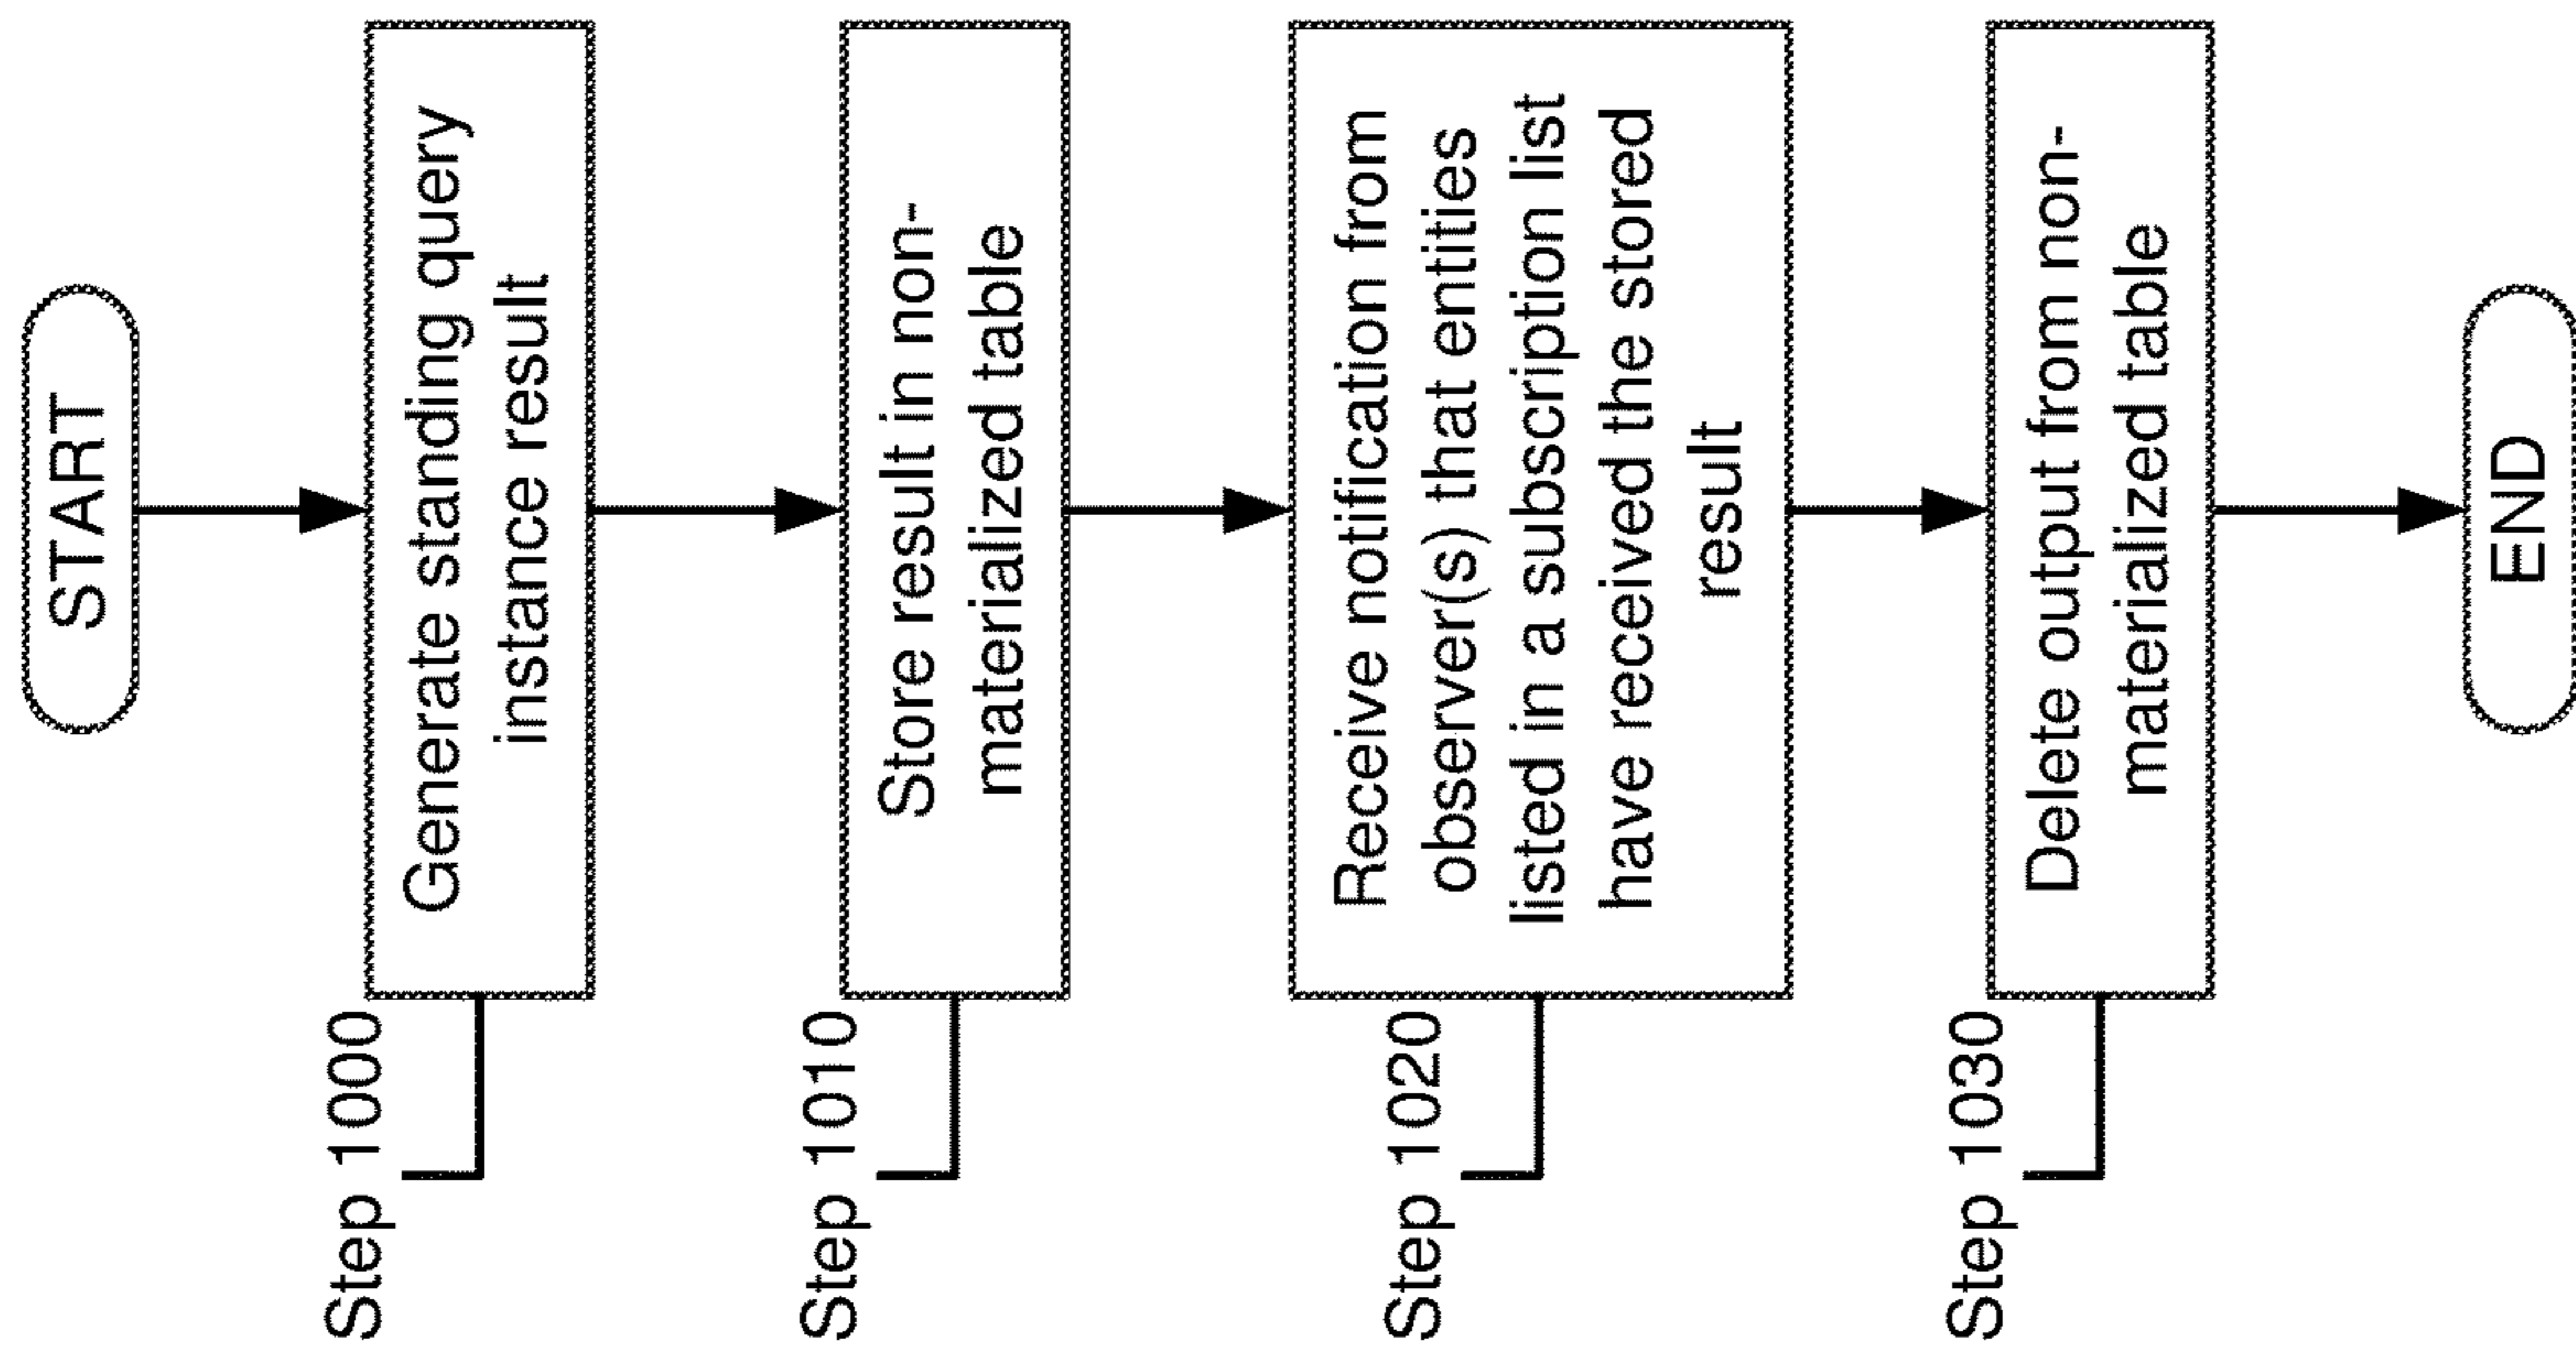 START
Step 1000
Generate standing query
instance result
Step 1010
Store result in non-
materialized table
Step 1020
Receive notification from
observer(s) that entities
listed in a subscription list
have received the stored
result
Step 1030
Delete output from non-
materialized table
END